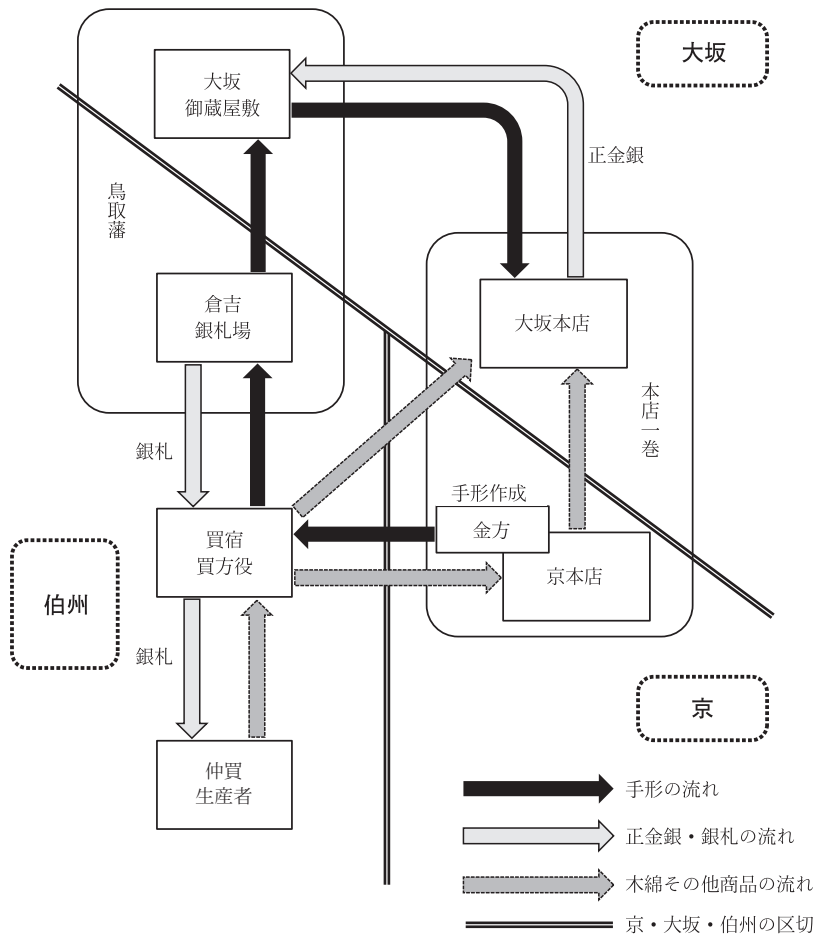 大坂
大坂
御蔵屋敷
正金銀
鳥取藩
倉吉
銀札場
大坂本店
本店一巻
銀札
手形作成
金方
買宿
買方役
京本店
伯州
銀札
京
仲買
生産者
手形の流れ
正金銀・銀札の流れ
木綿その他商品の流れ
京・大坂・伯州の区切